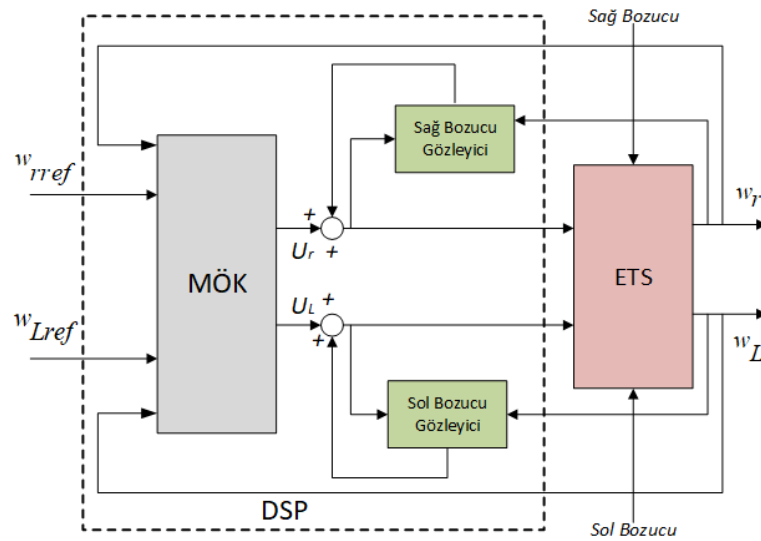 Sağ Bozucu
Sağ Bozucu
Gözleyici
w_rref
+
+
U_r
w_r
MÖK
ETS
U_L
+
+
w_Lref
w_L
Sol Bozucu
Gözleyici
DSP
Sol Bozucu